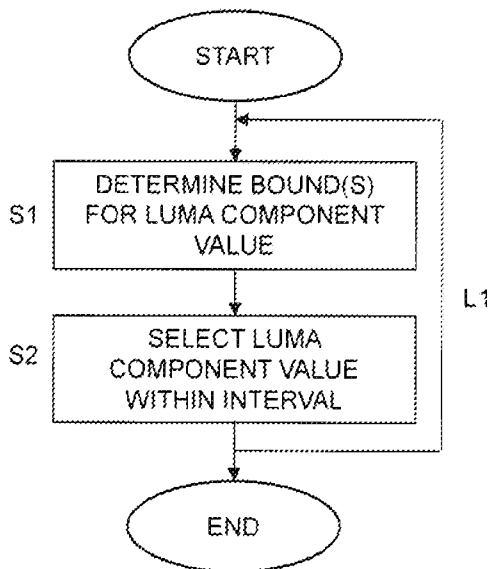 START
S1
DETERMINE BOUND(S)
FOR LUMA COMPONENT
VALUE
L1
S2
SELECT LUMA
COMPONENT VALUE
WITHIN INTERVAL
END